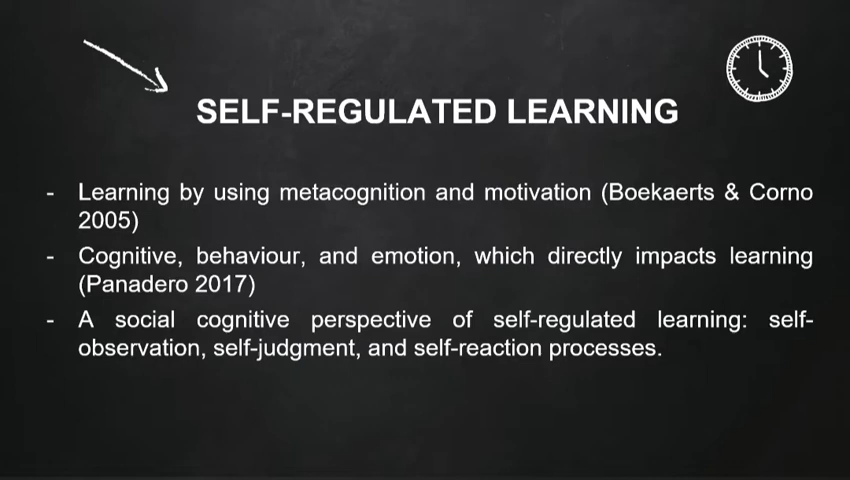 SELF-REGULATED LEARNING
- Learning by using metacognition and motivation (Boekaerts & Corno
2005)
- Cognitive, behaviour, and emotion, which directly impacts learning
(Panadero 2017)
- A social cognitive perspective of self-regulated learning: self-
observation, self-judgment, and self-reaction processes.